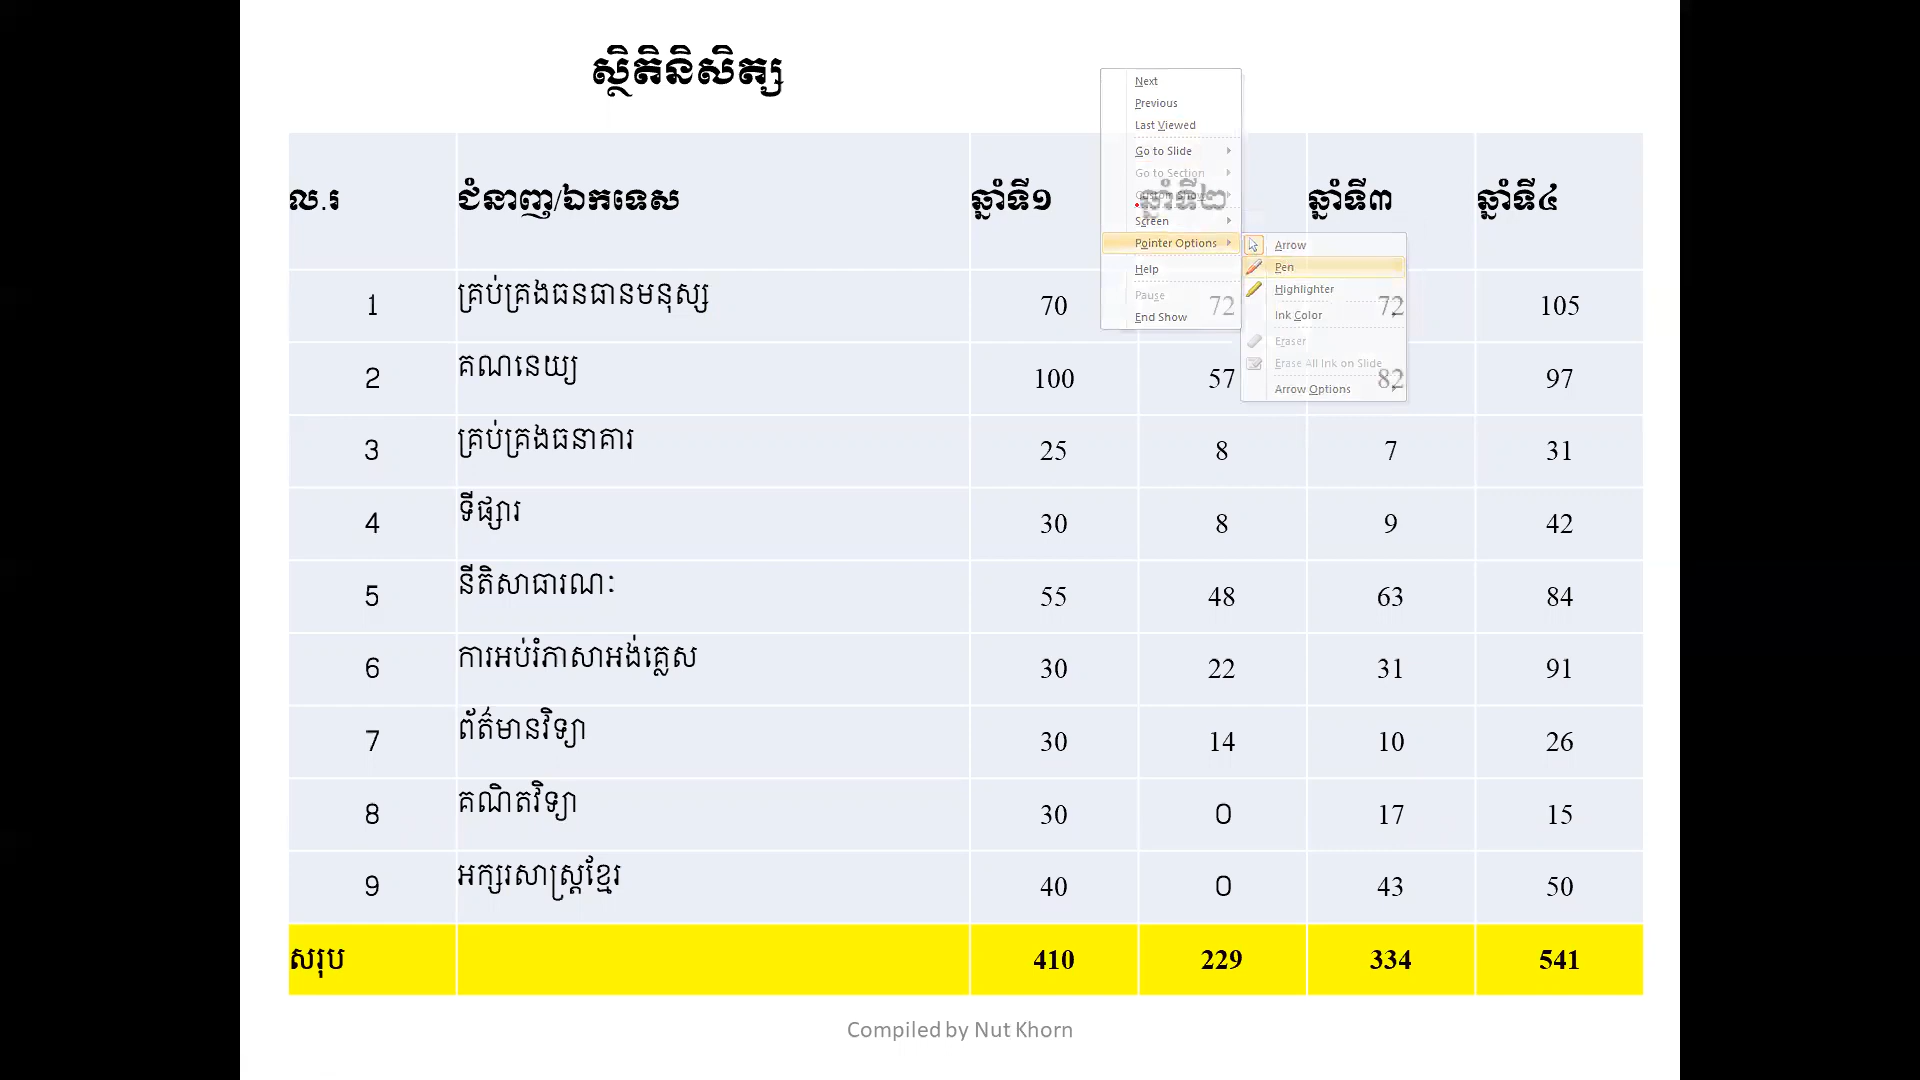 ស្ថិតិនិសិត្ស
ល.រ ជំនាញ/ឯកទេស ឆ្នាំទី១ ឆ្នាំទី២ ឆ្នាំទី៣ ឆ្នាំទី៤
1 គ្រប់គ្រងធនធានមនុស្ស 70 72 72 105
2 គណនេយ្យ 100 57 82 97
3 គ្រប់គ្រងធនាគារ 25 8 7 31
4 ទីផ្សារ 30 8 9 42
5 នីតិសាធារណៈ 55 48 63 84
6 ការអប់រំភាសាអង់គ្លេស 30 22 31 91
7 ព័ត៌មានវិទ្យា 30 14 10 26
8 គណិតវិទ្យា 30 0 17 15
9 អក្សរសាស្ត្រខ្មែរ 40 0 43 50
សរុប 410 229 334 541
Compiled by Nut Khorn
Next
Previous
Last Viewed
Go to Slide
Go to Section
Custom Show
Screen
Pointer Options
Help
Pause
End Show
Arrow
Pen
Highlighter
Ink Color
Eraser
Erase All Ink on Slide
Arrow Options